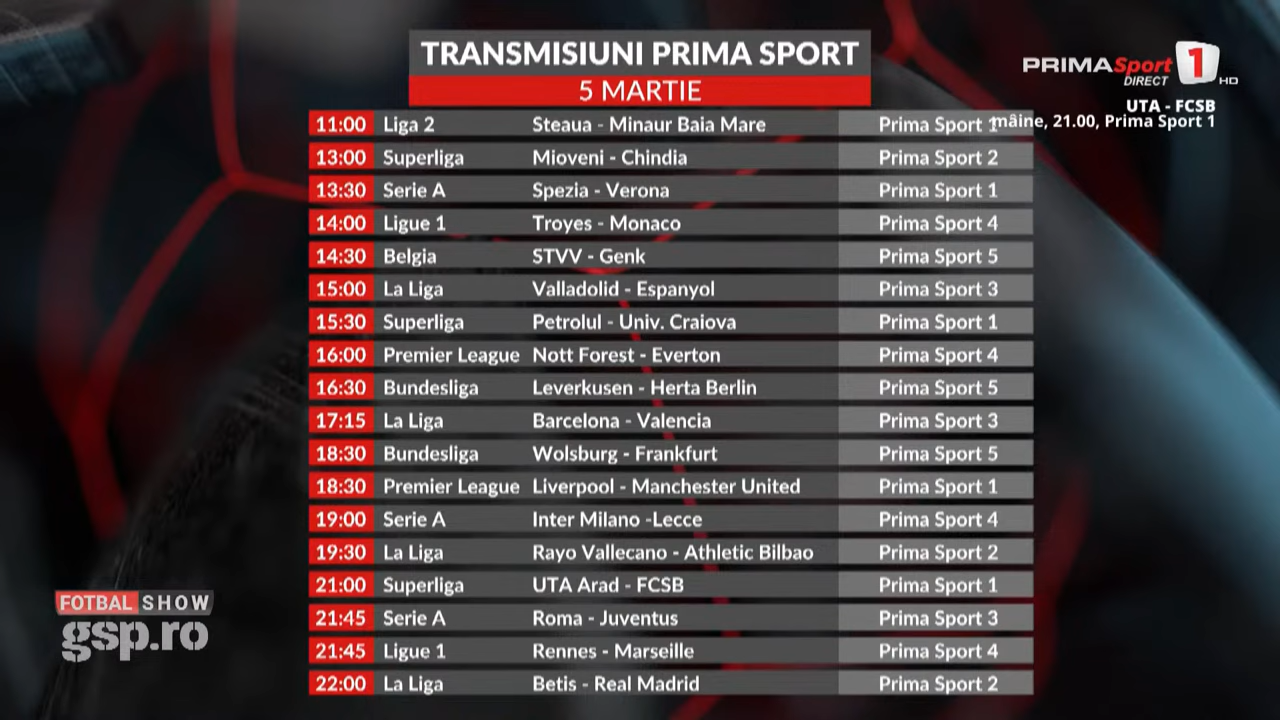 TRANSMISIUNI PRIMA SPORT
5 MARTIE
PRIMA Sport 1
DIRECT HD
UTA - FCSB
mâine, 21.00, Prima Sport 1
11:00 Liga 2 Steaua - Minaur Baia Mare Prima Sport 1
13:00 Superliga Mioveni - Chindia Prima Sport 2
13:30 Serie A Spezia - Verona Prima Sport 1
14:00 Ligue 1 Troyes - Monaco Prima Sport 4
14:30 Belgia STVV - Genk Prima Sport 5
15:00 La Liga Valladolid - Espanyol Prima Sport 3
15:30 Superliga Petrolul - Univ. Craiova Prima Sport 1
16:00 Premier League Nott Forest - Everton Prima Sport 4
16:30 Bundesliga Leverkusen - Herta Berlin Prima Sport 5
17:15 La Liga Barcelona - Valencia Prima Sport 3
18:30 Bundesliga Wolsburg - Frankfurt Prima Sport 5
18:30 Premier League Liverpool - Manchester United Prima Sport 1
19:00 Serie A Inter Milano -Lecce Prima Sport 4
19:30 La Liga Rayo Vallecano - Athletic Bilbao Prima Sport 2
21:00 Superliga UTA Arad - FCSB Prima Sport 1
21:45 Serie A Roma - Juventus Prima Sport 3
21:45 Ligue 1 Rennes - Marseille Prima Sport 4
22:00 La Liga Betis - Real Madrid Prima Sport 2
FOTBAL SHOW
gsp.ro